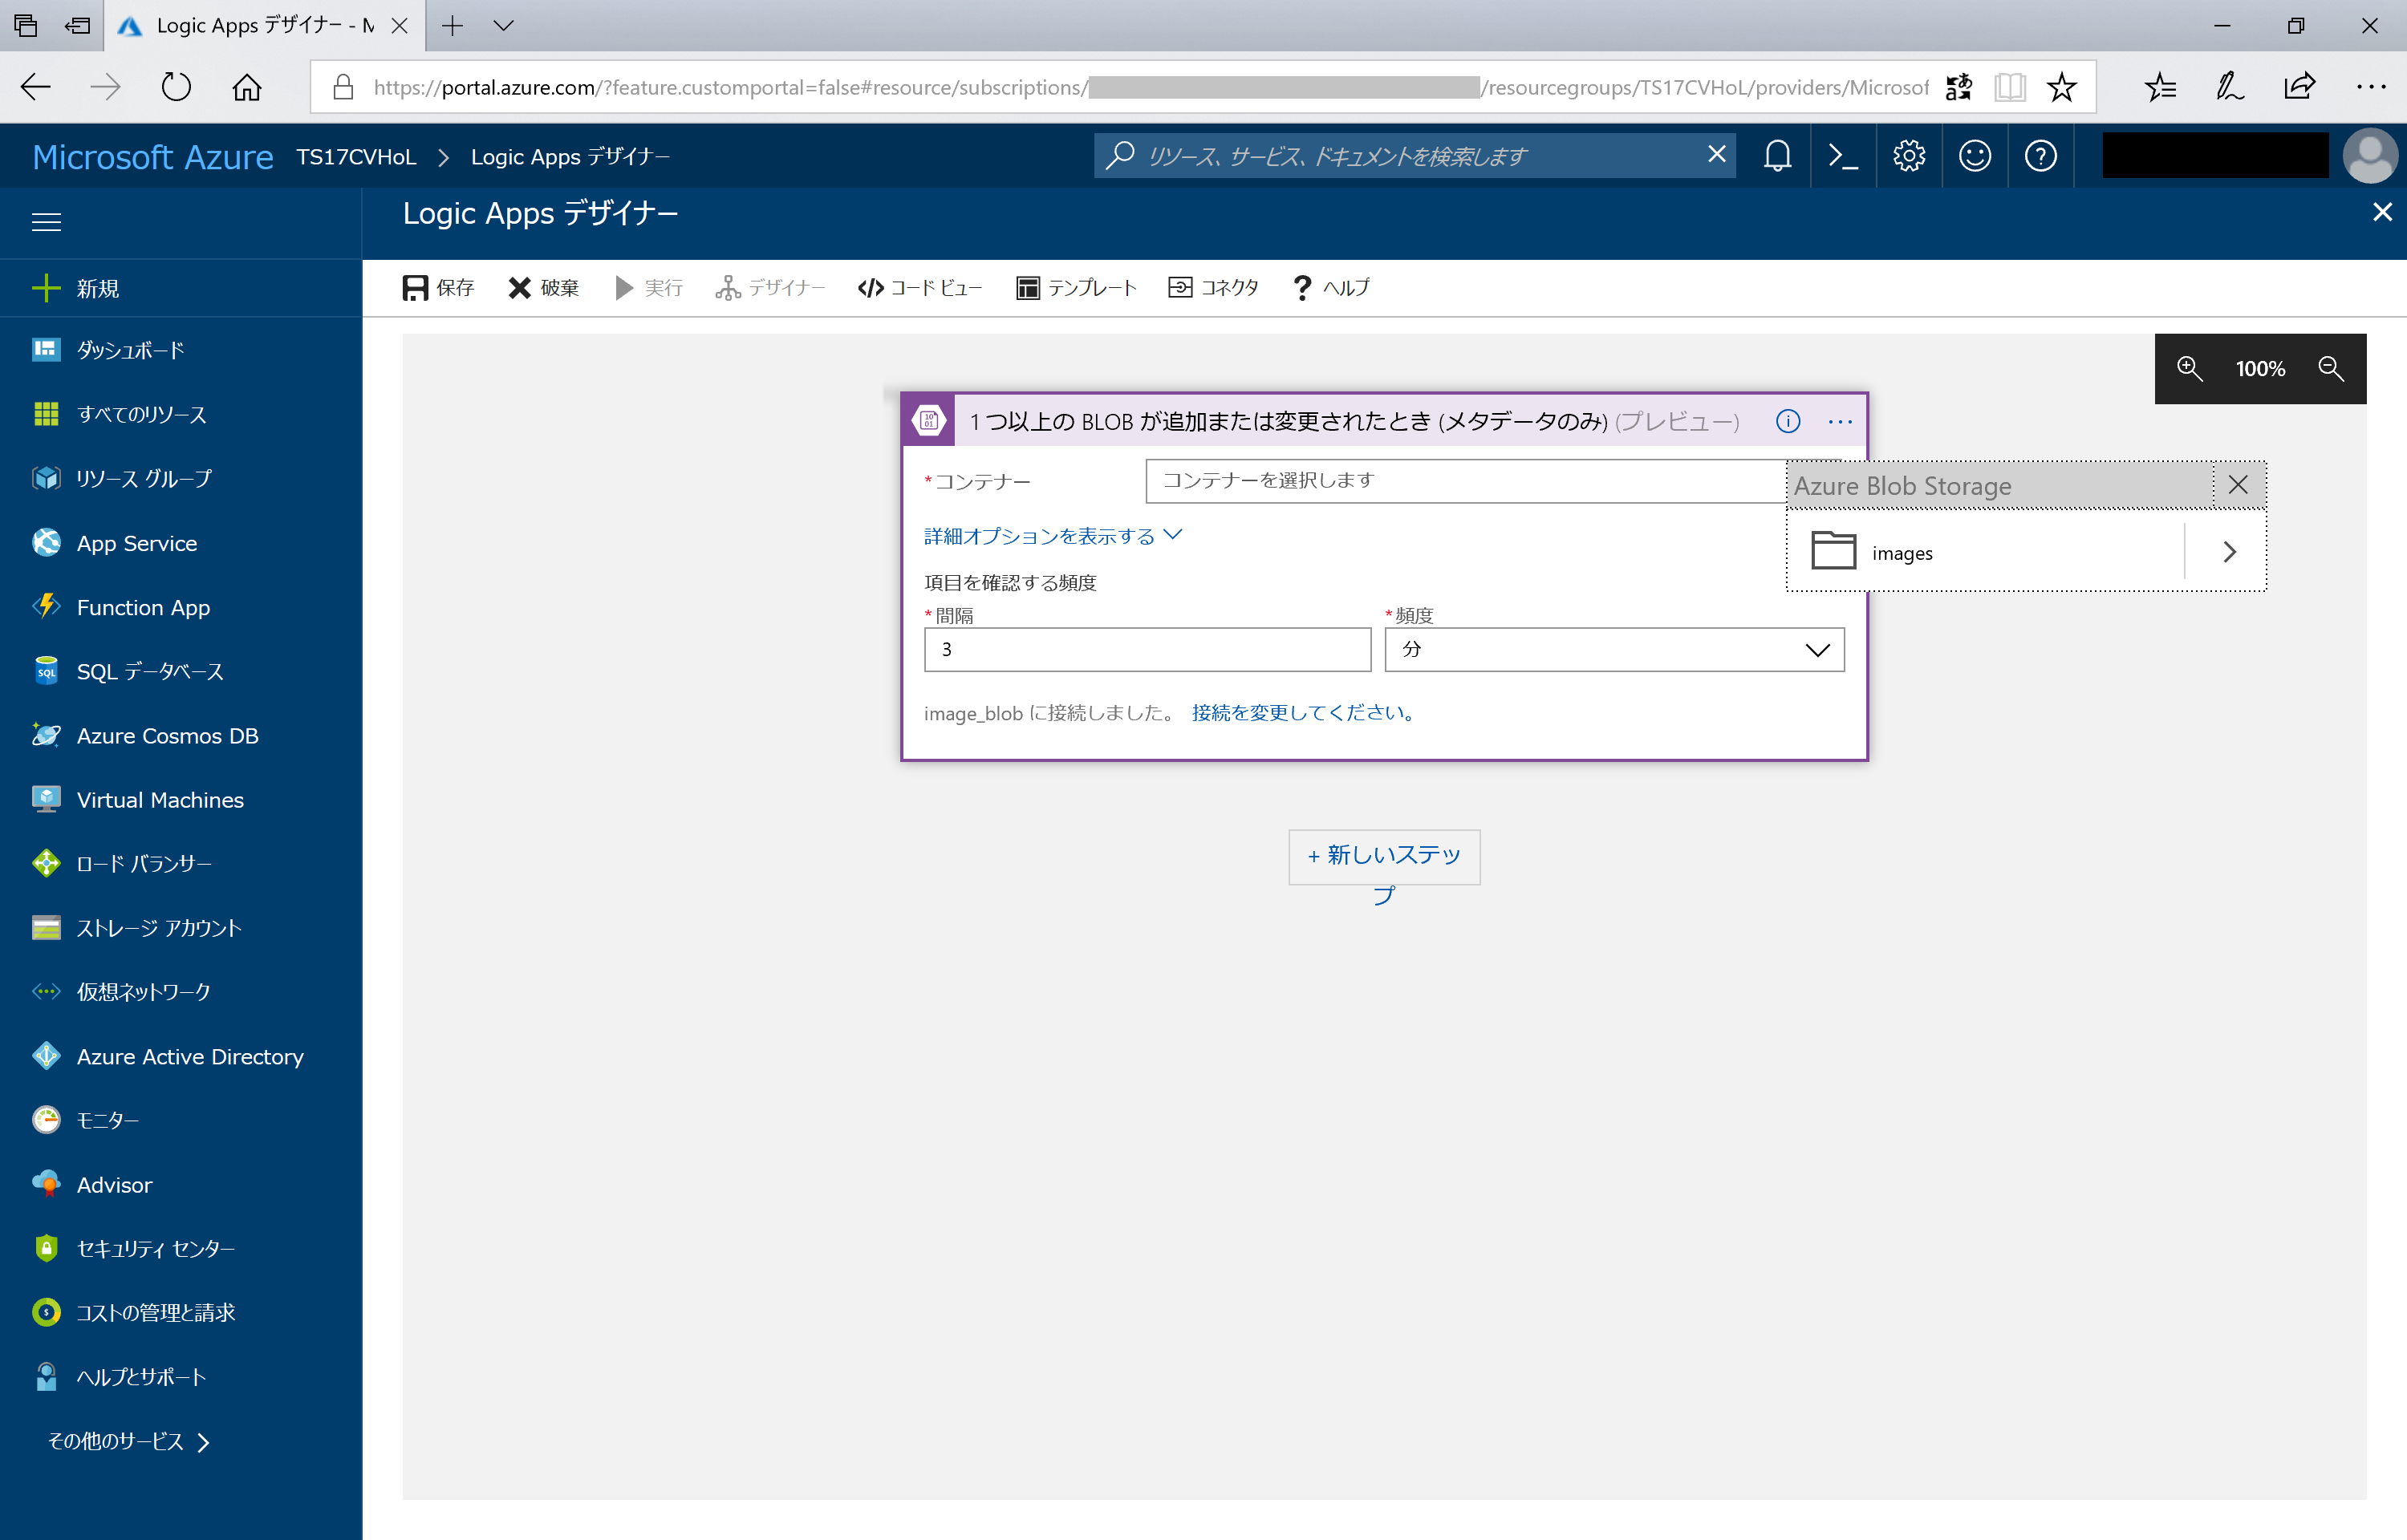 Logic Apps デザイナー - M
https://portal.azure.com/?feature.customportal=false#resource/subscriptions/ /resourcegroups/TS17CVHoL/providers/Microsof
Microsoft Azure TS17CVHoL > Logic Apps デザイナー
リソース、サービス、ドキュメントを検索します
Logic Apps デザイナー
新規
ダッシュボード
すべてのリソース
リソース グループ
App Service
Function App
SQL データベース
Azure Cosmos DB
Virtual Machines
ロード バランサー
ストレージ アカウント
仮想ネットワーク
Azure Active Directory
モニター
Advisor
セキュリティ センター
コストの管理と請求
ヘルプとサポート
その他のサービス
保存 破棄 実行 デザイナー コード ビュー テンプレート コネクタ ヘルプ
100%
1 つ以上の BLOB が追加または変更されたとき (メタデータのみ) (プレビュー)
*コンテナー コンテナーを選択します
Azure Blob Storage
images
詳細オプションを表示する
項目を確認する頻度
*間隔 *頻度
3 分
image_blob に接続しました。 接続を変更してください。
+ 新しいステッ
プ